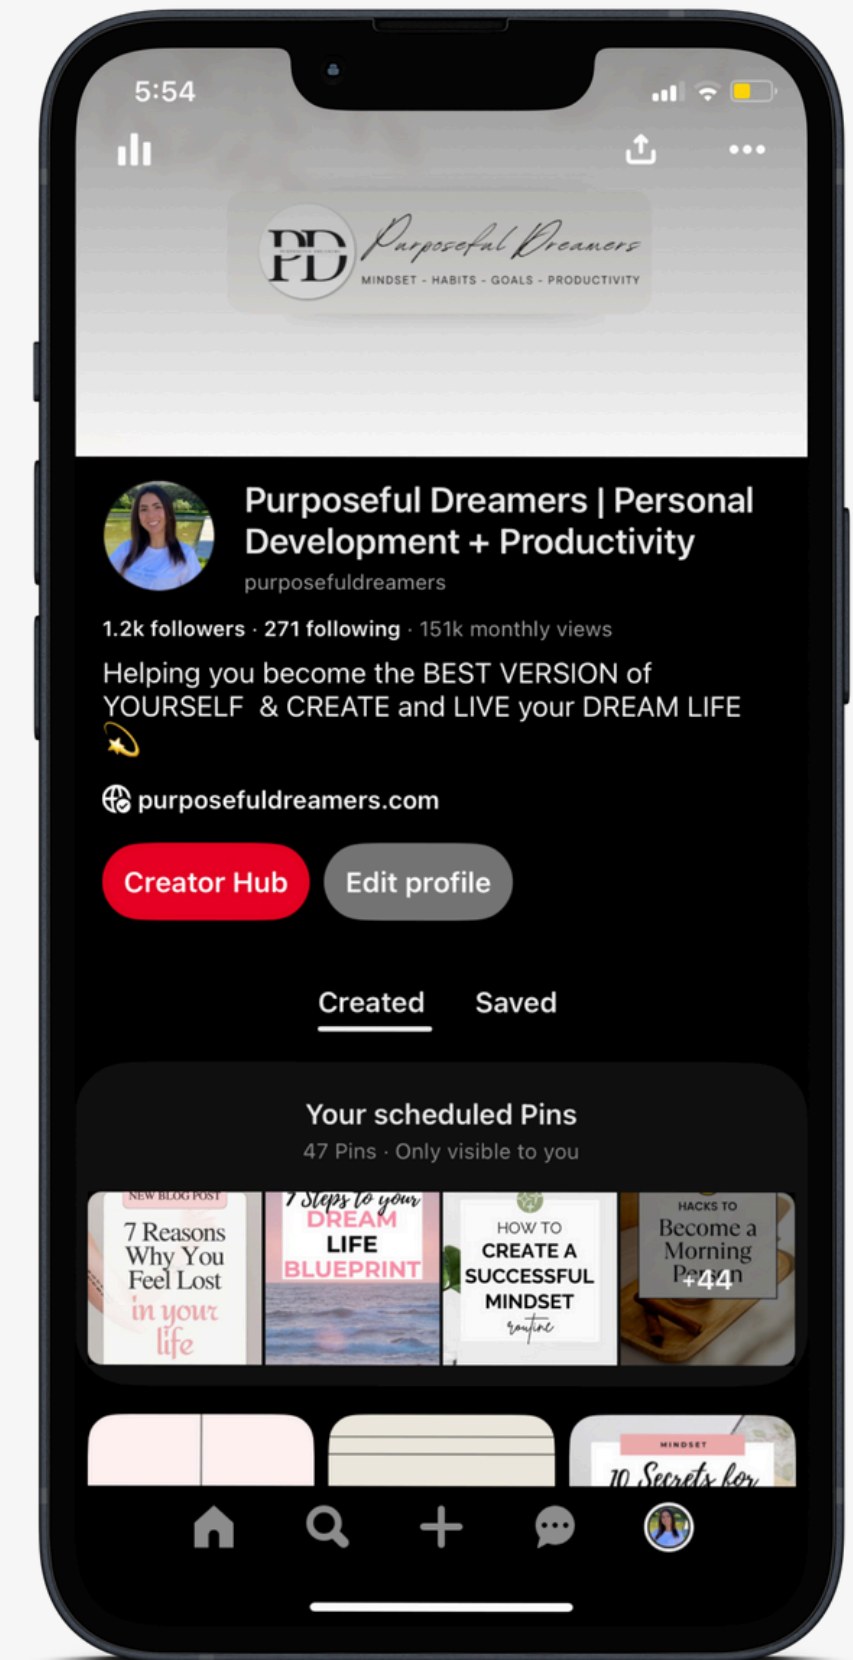 5:54
PD
Purposeful Dreamers
MINDSET - HABITS - GOALS - PRODUCTIVITY
Purposeful Dreamers | Personal
Development + Productivity
purposefuldreamers
1.2k followers · 271 following · 151k monthly views
Helping you become the BEST VERSION of
YOURSELF & CREATE and LIVE your DREAM LIFE
purposefuldreamers.com
Creator Hub
Edit profile
Created
Saved
Your scheduled Pins
47 Pins · Only visible to you
NEW BLOG POST
7 Reasons
Why You
Feel Lost
in your
life
7 Steps to your
DREAM
LIFE
BLUEPRINT
HOW TO
CREATE A
SUCCESSFUL
MINDSET
routine
HACKS TO
Become a
Morning
Person
+44
MINDSET
10 Secrets for